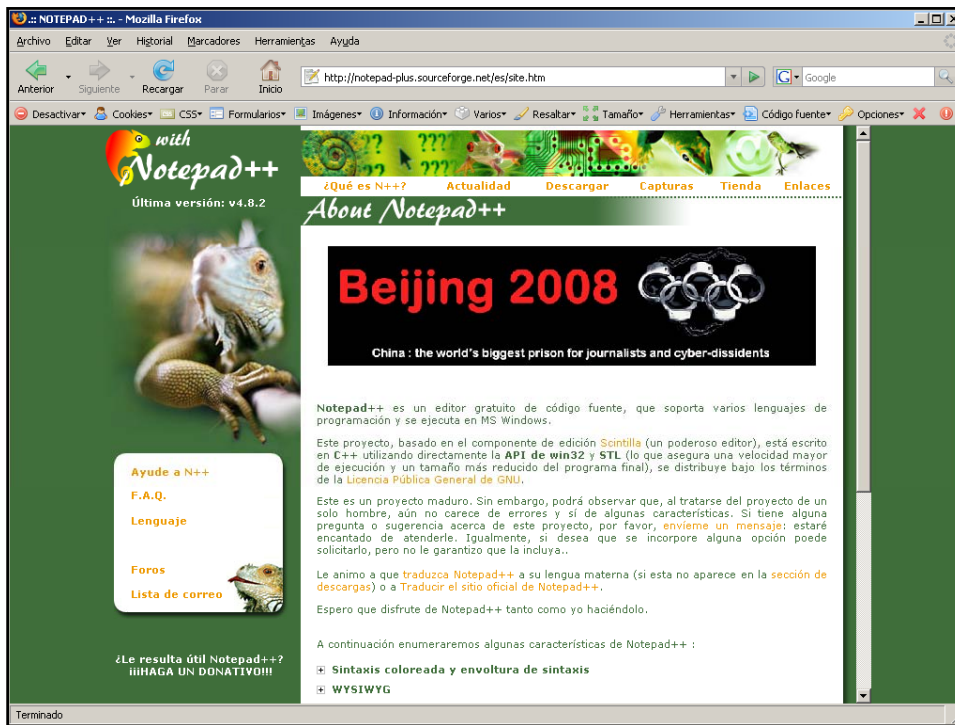 .:: NOTEPAD++ ::. - Mozilla Firefox
Archivo Editar Ver Historial Marcadores Herramientas Ayuda
Anterior Siguiente Recargar Parar Inicio http://notepad-plus.sourceforge.net/es/site.htm G Google
Desactivar Cookies CSS Formularios Imágenes Información Varios Resaltar Tamaño Herramientas Código fuente Opciones
with
Notepad++
Última versión: v4.8.2
??? ????
???? ???
¿Qué es N++? Actualidad Descargar Capturas Tienda Enlaces
About Notepad++
Beijing 2008
China : the world's biggest prison for journalists and cyber-dissidents
Notepad++ es un editor gratuito de código fuente, que soporta varios lenguajes de
programación y se ejecuta en MS Windows.
Este proyecto, basado en el componente de edición Scintilla (un poderoso editor), está escrito
en C++ utilizando directamente la API de win32 y STL (lo que asegura una velocidad mayor
de ejecución y un tamaño más reducido del programa final), se distribuye bajo los términos
de la Licencia Pública General de GNU.
Este es un proyecto maduro. Sin embargo, podrá observar que, al tratarse del proyecto de un
solo hombre, aún no carece de errores y sí de algunas características. Si tiene alguna
pregunta o sugerencia acerca de este proyecto, por favor, envíeme un mensaje: estaré
encantado de atenderle. Igualmente, si desea que se incorpore alguna opción puede
solicitarlo, pero no le garantizo que la incluya..
Le animo a que traduzca Notepad++ a su lengua materna (si esta no aparece en la sección de
descargas) o a Traducir el sitio oficial de Notepad++.
Espero que disfrute de Notepad++ tanto como yo haciéndolo.
A continuación enumeraremos algunas características de Notepad++ :
Sintaxis coloreada y envoltura de sintaxis
WYSIWYG
Ayude a N++
F.A.Q.
Lenguaje
Foros
Lista de correo
¿Le resulta útil Notepad++?
¡¡¡HAGA UN DONATIVO!!!
Terminado